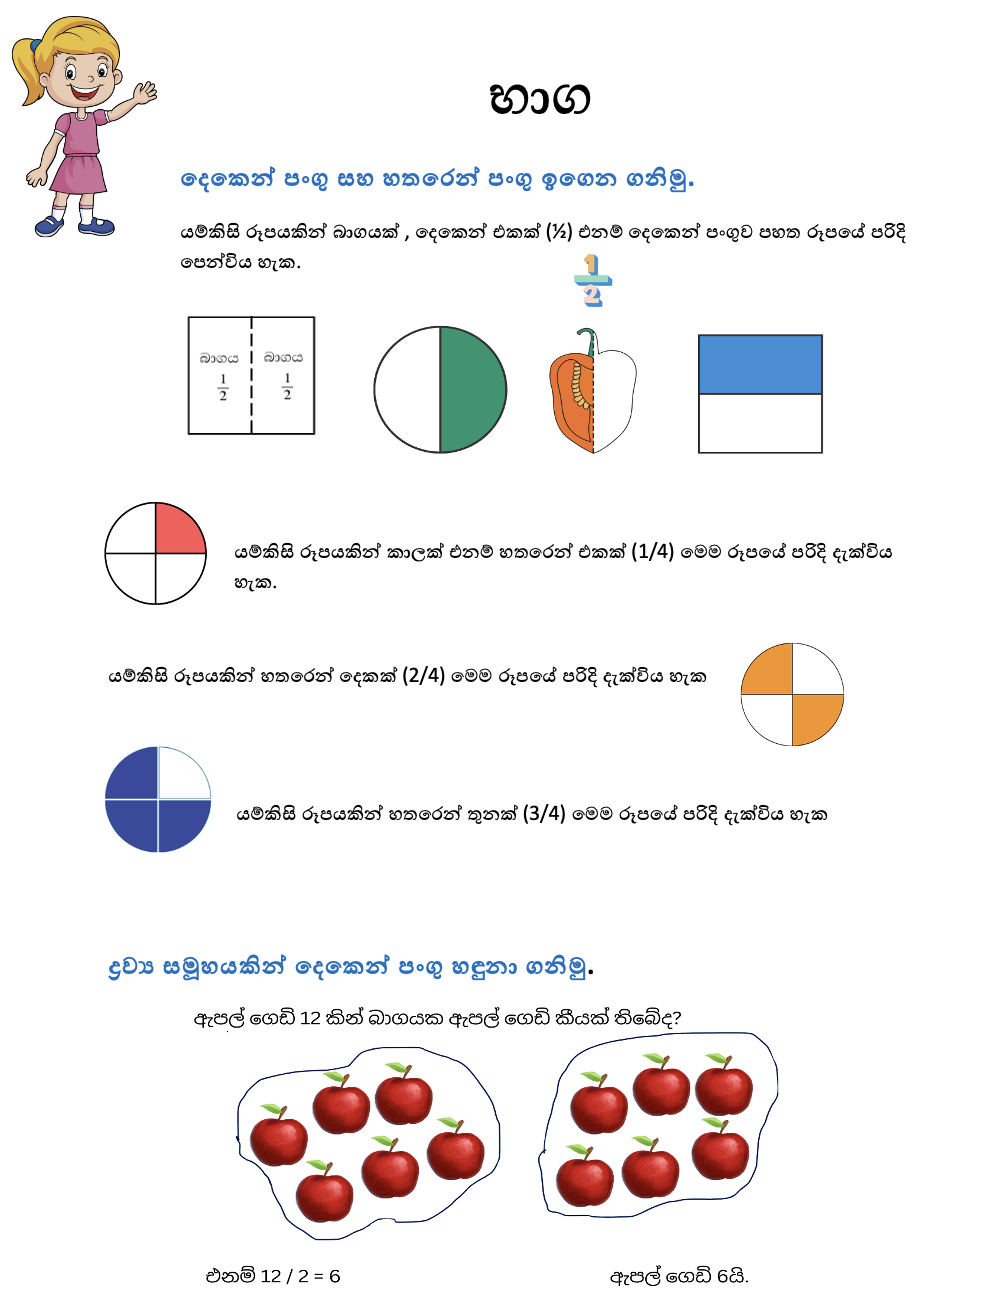 භාග
දෙකෙන් පංගු සහ හතරෙන් පංගු ඉගෙන ගනිමු.
යම්කිසි රූපයකින් බාගයක් , දෙකෙන් එකක් (½) එනම් දෙකෙන් පංගුව පහත රූපයේ පරිදි
පෙන්විය හැක.
1
2
බාගය බාගය
1 1
2 2
යම්කිසි රූපයකින් කාලක් එනම් හතරෙන් එකක් (1/4) මෙම රූපයේ පරිදි දැක්විය
හැක.
යම්කිසි රූපයකින් හතරෙන් දෙකක් (2/4) මෙම රූපයේ පරිදි දැක්විය හැක
යම්කිසි රූපයකින් හතරෙන් තුනක් (3/4) මෙම රූපයේ පරිදි දැක්විය හැක
ද්‍රව්‍ය සමූහයකින් දෙකෙන් පංගු හඳුනා ගනිමු.
ඇපල් ගෙඩි 12 කින් බාගයක ඇපල් ගෙඩි කීයක් තිබේද?
එනම් 12 / 2 = 6 ඇපල් ගෙඩි 6යි.